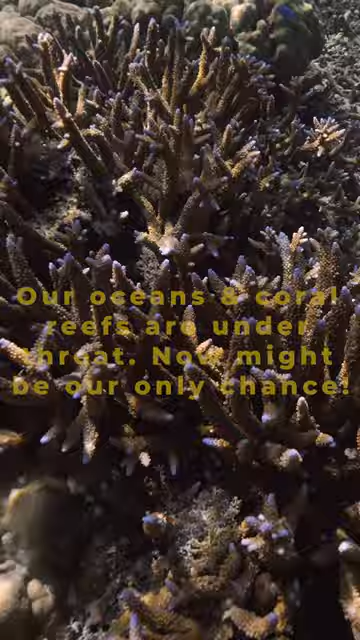 Our oceans & coral
reefs are under
threat. Now might
be our only chance!